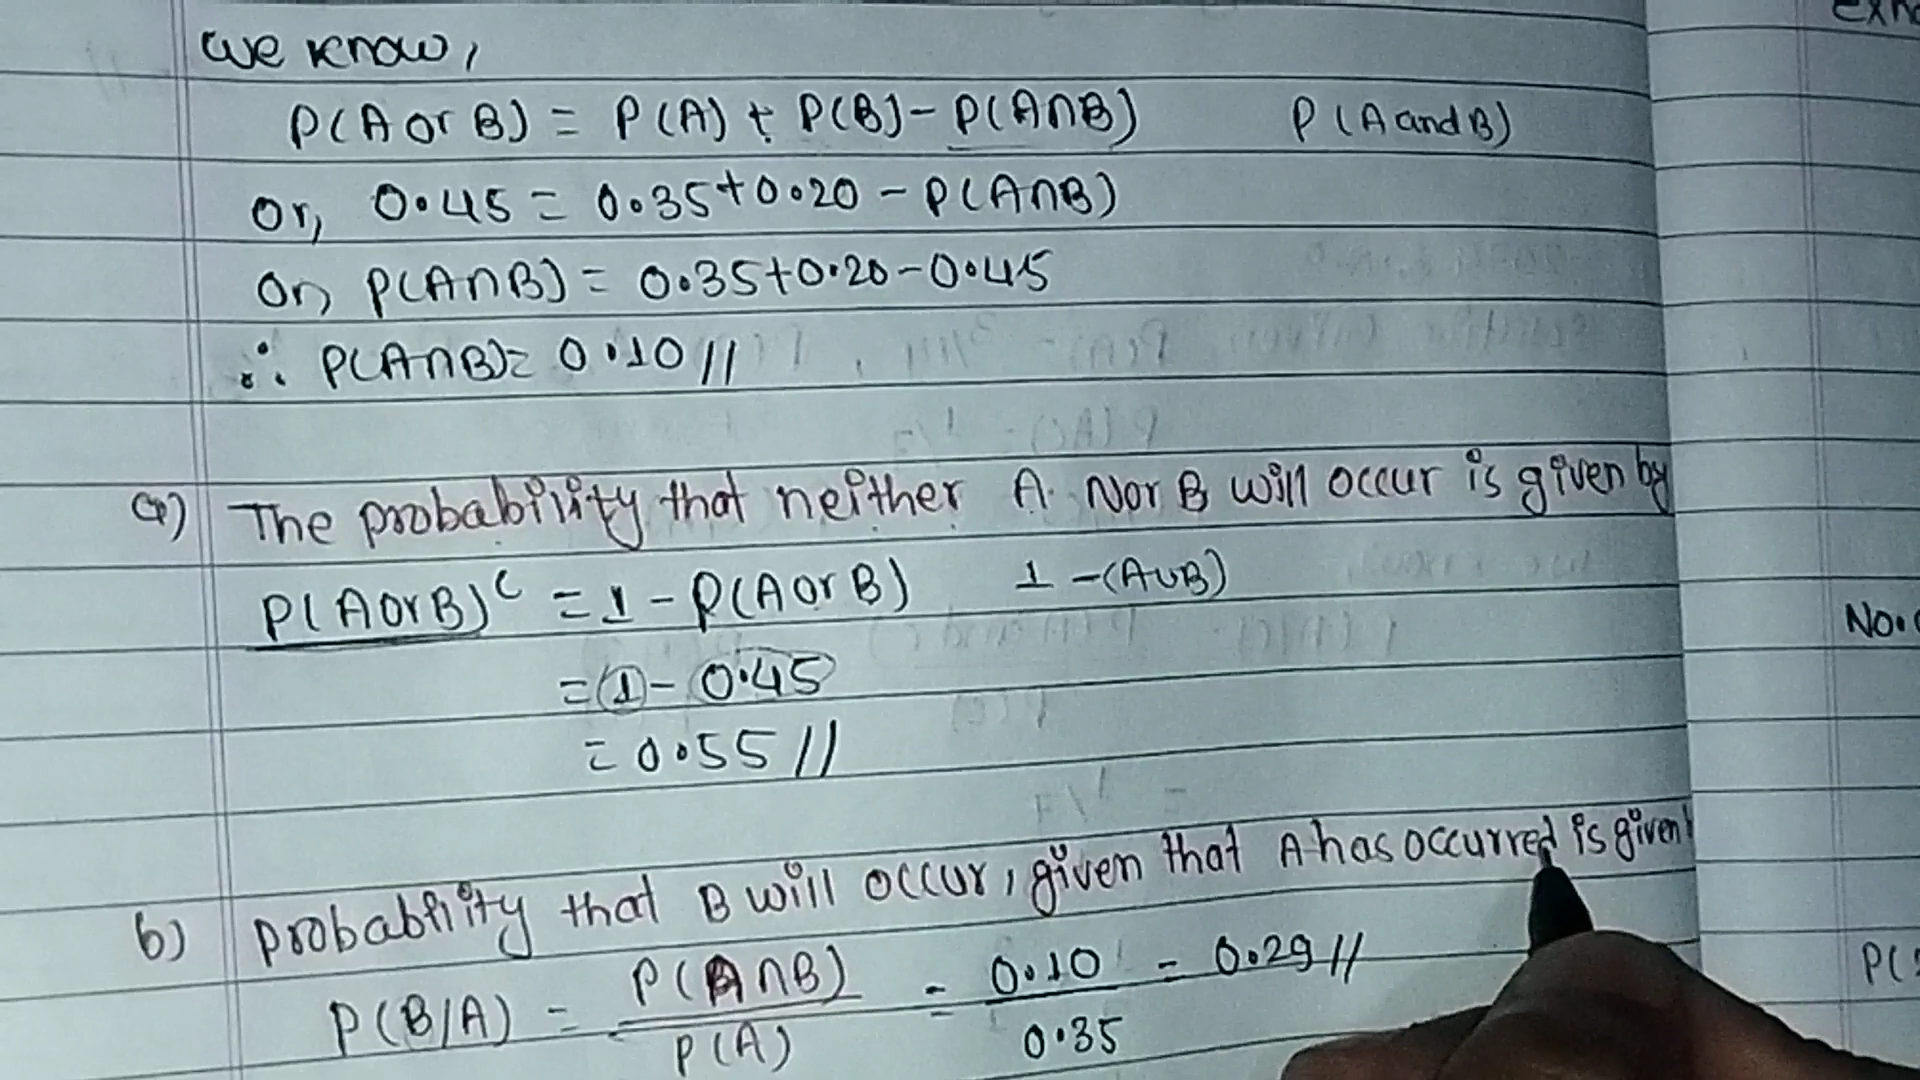 we know,
P(A or B) = P(A) + P(B) - P(A∩B) P(A and B)
or, 0.45 = 0.35+0.20 - P(A∩B)
or, P(A∩B) = 0.35+0.20-0.45
∴ P(A∩B) = 0.10 //
a) The probability that neither A Nor B will occur is given by
P(A or B)ᶜ = 1 - P(A or B) 1 - (A∪B)
= 1 - 0.45
= 0.55 //
b) probability that B will occur, given that A has occurred is given
P(B/A) = P(A∩B) = 0.10 = 0.29 //
P(A) 0.35
No.
P(